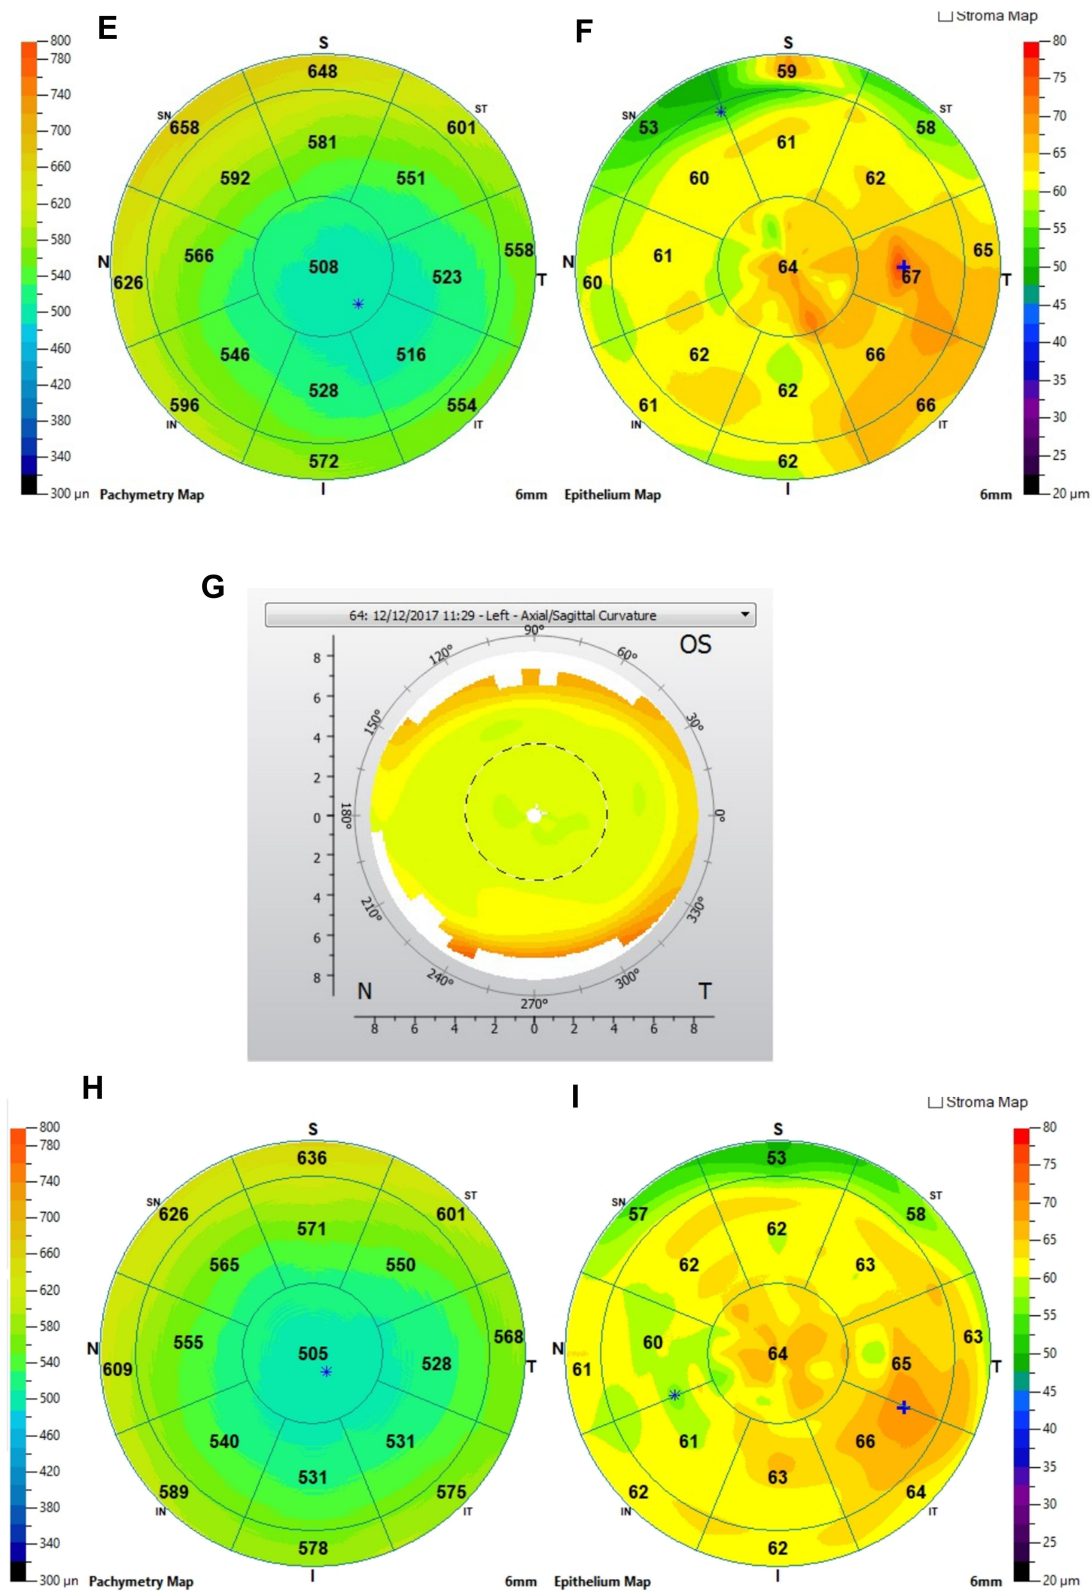 E
F
Stroma Map
800
780
740
700
660
620
580
540
500
460
420
380
340
300 µn
S
SN
ST
N
T
IN
IT
I
648
658
601
581
592
551
566
558
626
508
523
546
516
528
596
554
572
Pachymetry Map
6mm
S
SN
ST
N
T
IN
IT
I
59
53
58
61
60
62
61
65
60
64
67
62
66
62
61
66
62
Epithelium Map
6mm
80
75
70
65
60
55
50
45
40
35
30
25
20 µm
G
64: 12/12/2017 11:29 - Left - Axial/Sagittal Curvature
OS
90°
120°
60°
150°
30°
180°
0°
210°
330°
240°
300°
270°
8
6
4
2
0
2
4
6
8
N
T
8 6 4 2 0 2 4 6 8
H
I
Stroma Map
800
780
740
700
660
620
580
540
500
460
420
380
340
300 µn
S
SN
ST
N
T
IN
IT
I
636
626
601
571
565
550
555
568
609
505
528
540
531
531
589
575
578
Pachymetry Map
6mm
S
SN
ST
N
T
IN
IT
I
53
57
58
62
62
63
60
63
61
64
65
61
66
63
62
64
62
Epithelium Map
6mm
80
75
70
65
60
55
50
45
40
35
30
25
20 µm